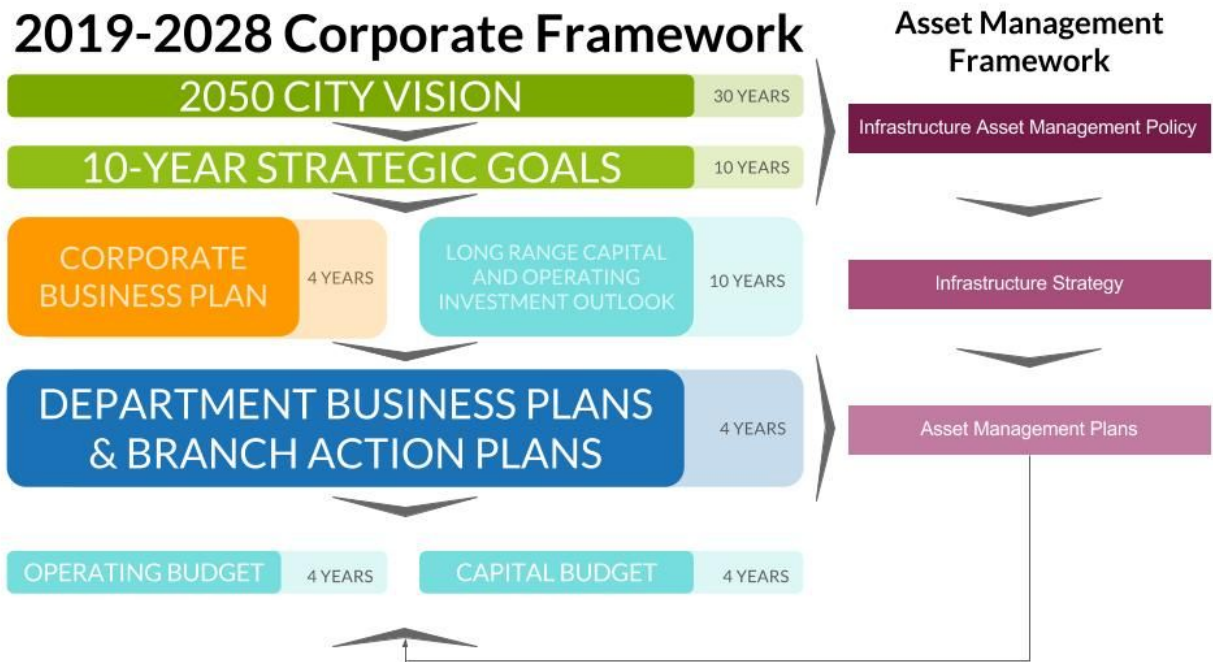 2019-2028 Corporate Framework
2050 CITY VISION
30 YEARS
10-YEAR STRATEGIC GOALS
10 YEARS
CORPORATE
BUSINESS PLAN
4 YEARS
LONG RANGE CAPITAL
AND OPERATING
INVESTMENT OUTLOOK
10 YEARS
DEPARTMENT BUSINESS PLANS
& BRANCH ACTION PLANS
4 YEARS
OPERATING BUDGET
4 YEARS
CAPITAL BUDGET
4 YEARS
Asset Management
Framework
Infrastructure Asset Management Policy
Infrastructure Strategy
Asset Management Plans